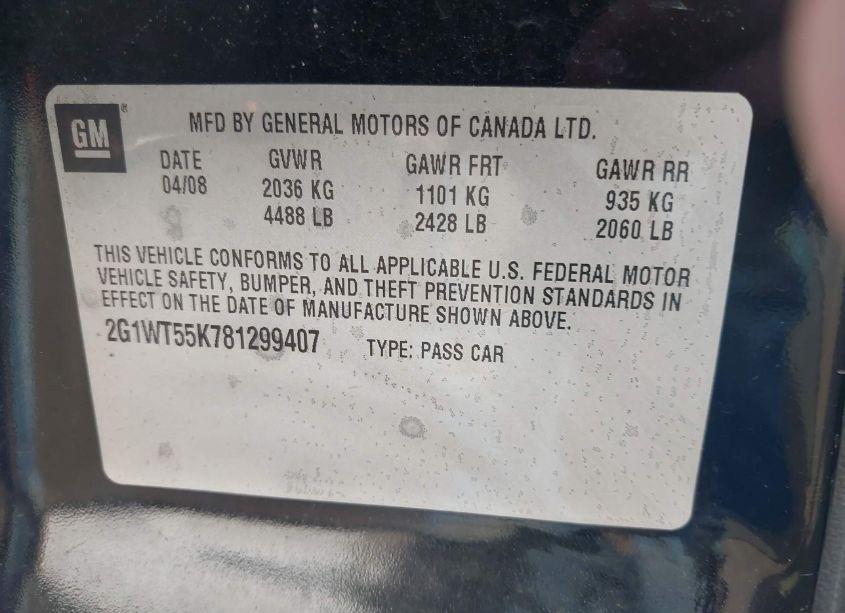 GM®
MFD BY GENERAL MOTORS OF CANADA LTD.
DATE GVWR GAWR FRT GAWR RR
04/08 2036 KG 1101 KG 935 KG
4488 LB 2428 LB 2060 LB
THIS VEHICLE CONFORMS TO ALL APPLICABLE U.S. FEDERAL MOTOR
VEHICLE SAFETY, BUMPER, AND THEFT PREVENTION STANDARDS IN
EFFECT ON THE DATE OF MANUFACTURE SHOWN ABOVE.
2G1WT55K781299407 TYPE: PASS CAR